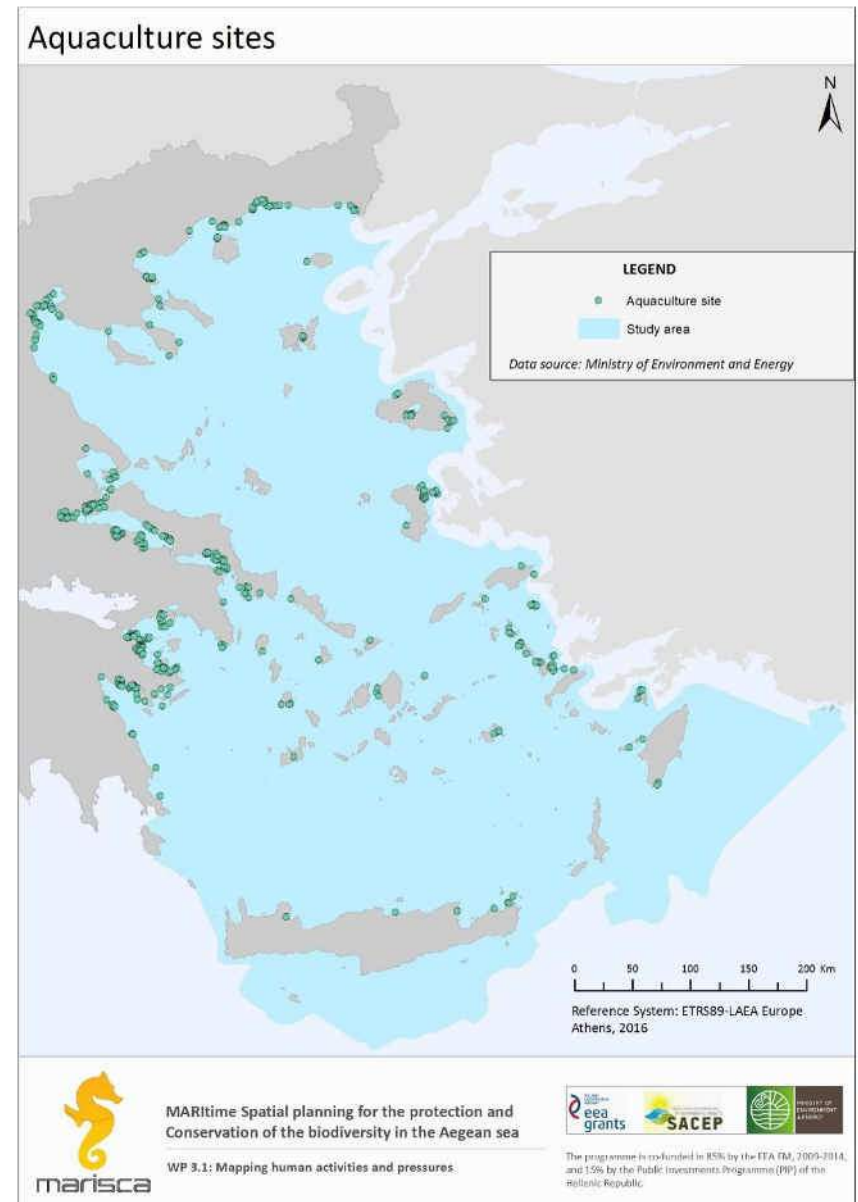 Aquaculture sites
N
LEGEND
Aquaculture site
Study area
Data source: Ministry of Environment and Energy
0 50 100 150 200 Km
Reference System: ETRS89-LAEA Europe
Athens, 2016
marisca
MARItime Spatial planning for the protection and
Conservation of the biodiversity in the Aegean sea
WP 3.1: Mapping human activities and pressures
eea
grants
SACEP
MINISTRY OF
ENVIRONMENT
& ENERGY
The programme is co-funded in 85% by the EEA FM, 2009-2014,
and 15% by the Public Investments Programme (PIP) of the
Hellenic Republic.